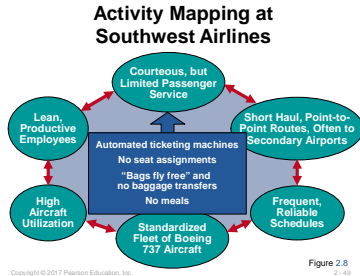 Activity Mapping at
Southwest Airlines
Courteous, but
Limited Passenger
Service
Lean,
Productive
Employees
Short Haul, Point-to-
Point Routes, Often to
Secondary Airports
Automated ticketing machines
No seat assignments
“Bags fly free” and
no baggage transfers
No meals
High
Aircraft
Utilization
Standardized
Fleet of Boeing
737 Aircraft
Frequent,
Reliable
Schedules
Figure 2.8
Copyright © 2017 Pearson Education, Inc.
2 - 49